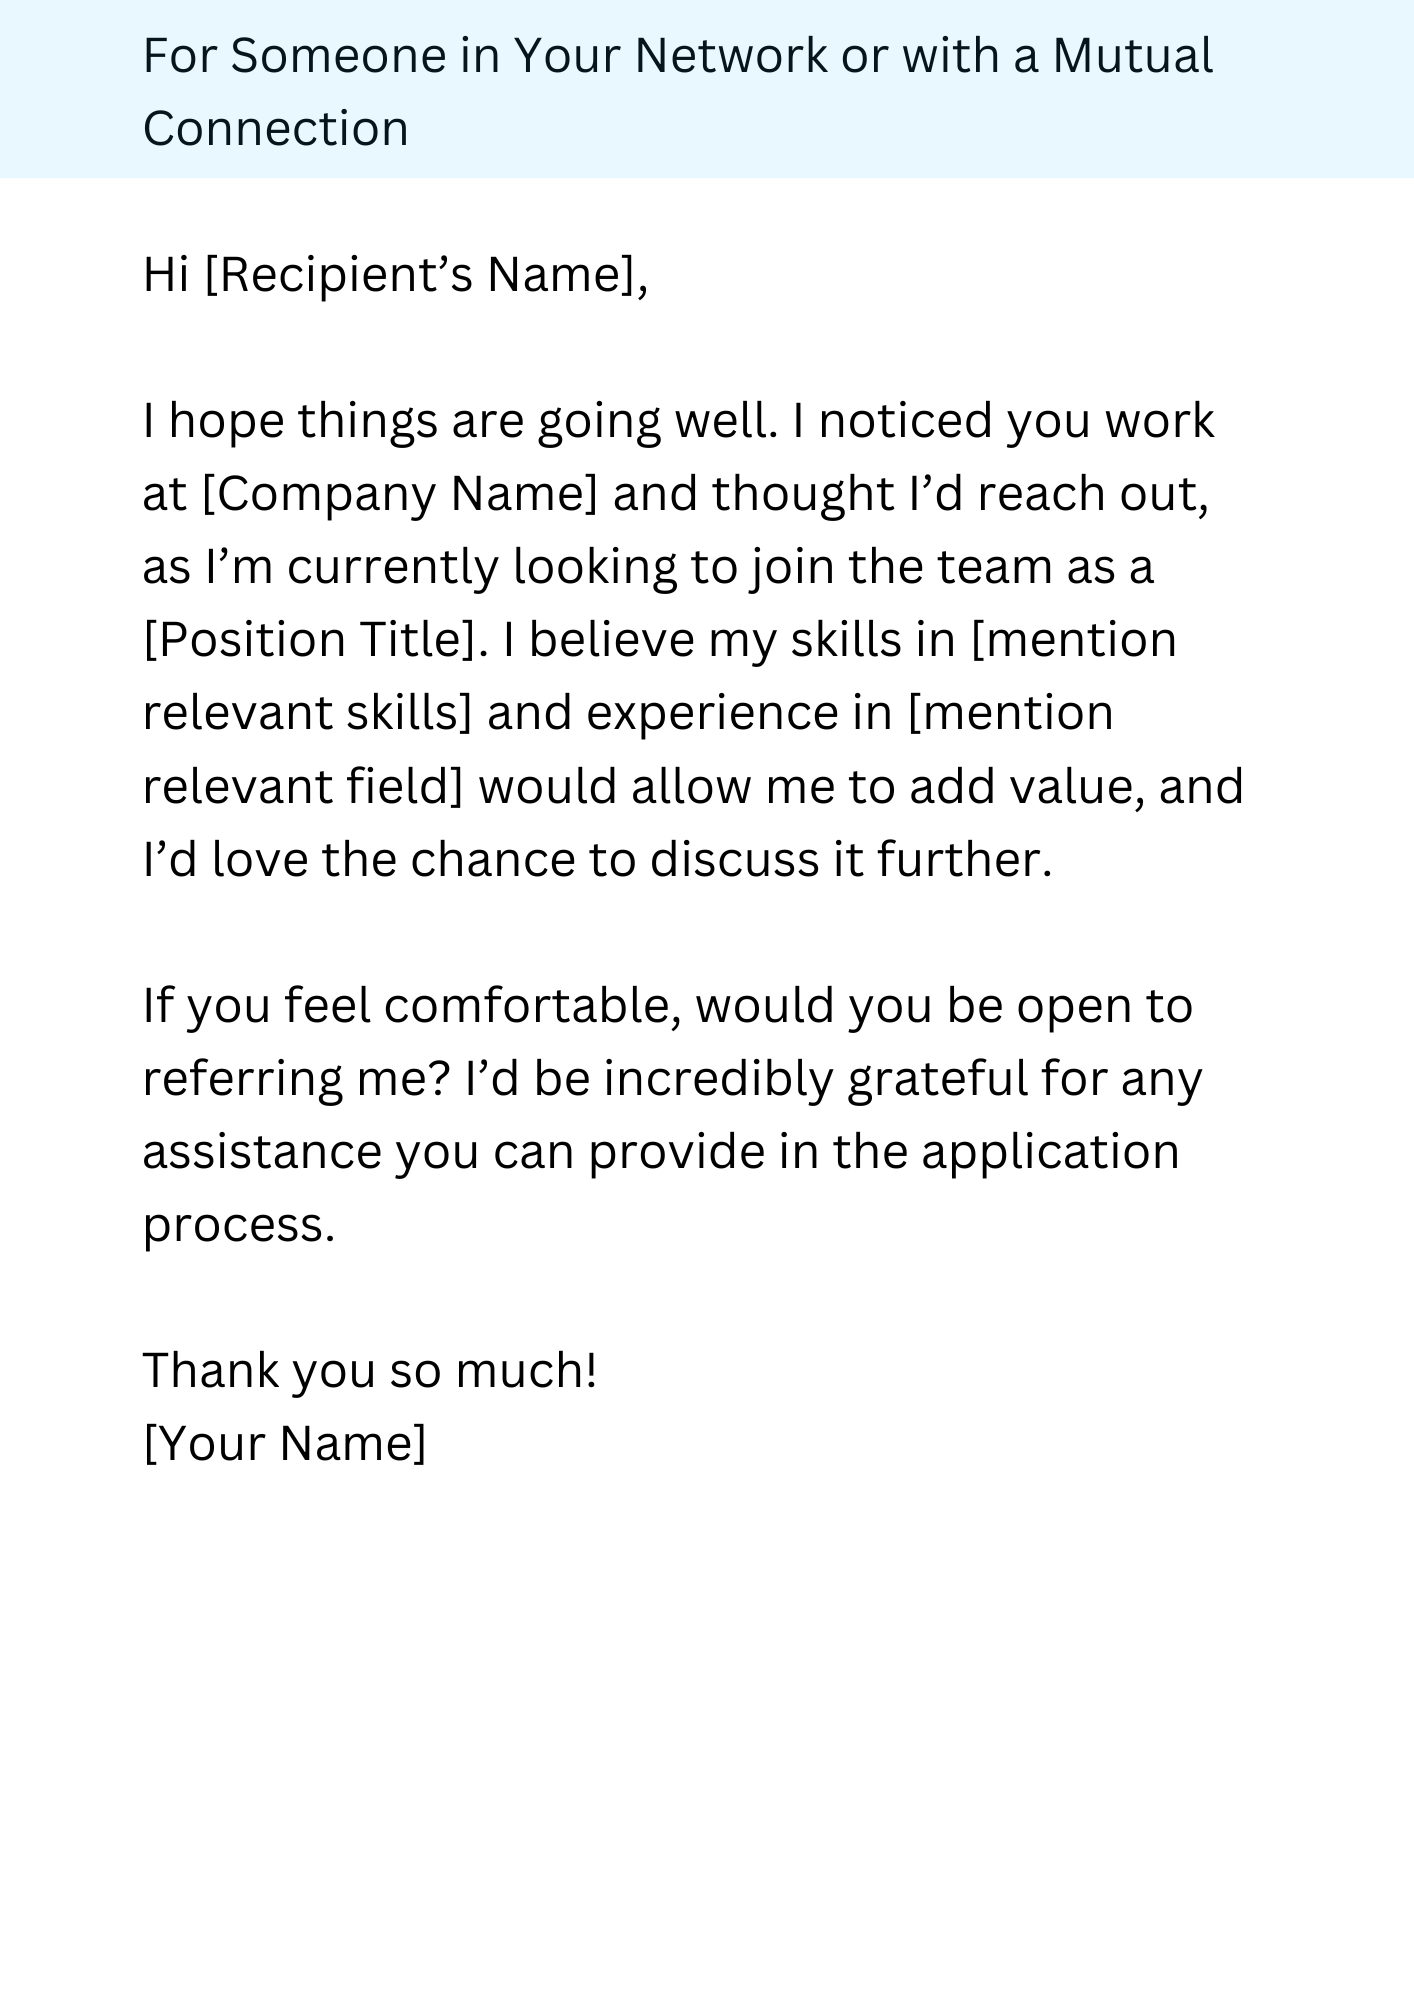 For Someone in Your Network or with a Mutual
Connection
Hi [Recipient’s Name],
I hope things are going well. I noticed you work
at [Company Name] and thought I’d reach out,
as I’m currently looking to join the team as a
[Position Title]. I believe my skills in [mention
relevant skills] and experience in [mention
relevant field] would allow me to add value, and
I’d love the chance to discuss it further.
If you feel comfortable, would you be open to
referring me? I’d be incredibly grateful for any
assistance you can provide in the application
process.
Thank you so much!
[Your Name]